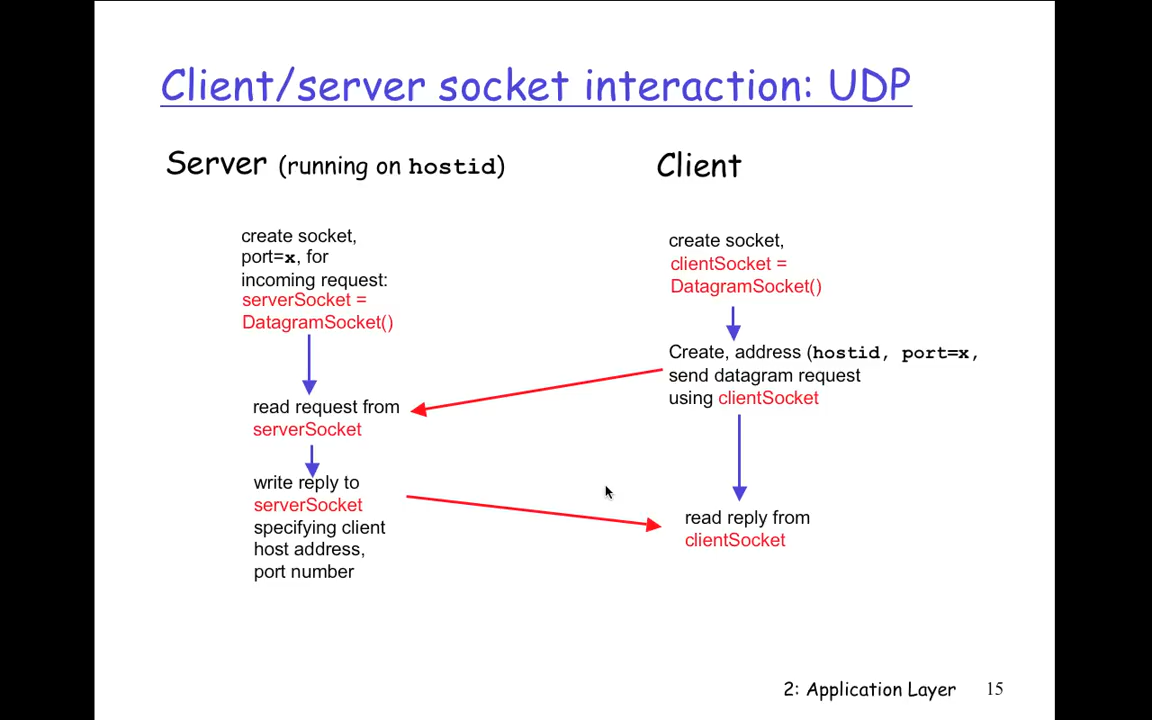 Client/server socket interaction: UDP
Server (running on hostid)
create socket,
port=x, for
incoming request:
serverSocket =
DatagramSocket()
read request from
serverSocket
write reply to
serverSocket
specifying client
host address,
port number
Client
create socket,
clientSocket =
DatagramSocket()
Create, address (hostid, port=x,
send datagram request
using clientSocket
read reply from
clientSocket
2: Application Layer 15